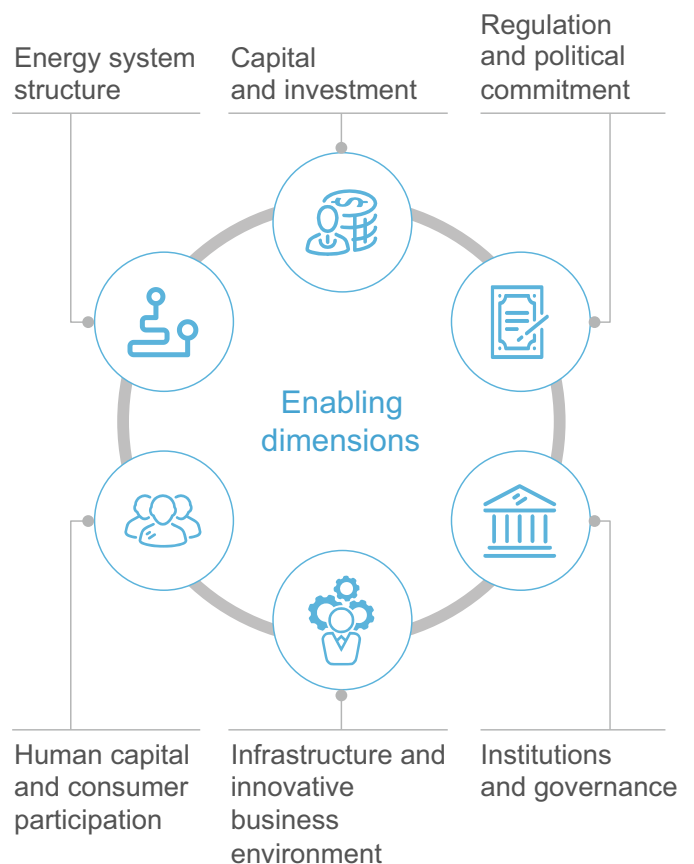 Energy system
structure
Capital
and investment
Regulation
and political
commitment
Enabling
dimensions
Human capital
and consumer
participation
Infrastructure and
innovative
business
environment
Institutions
and governance